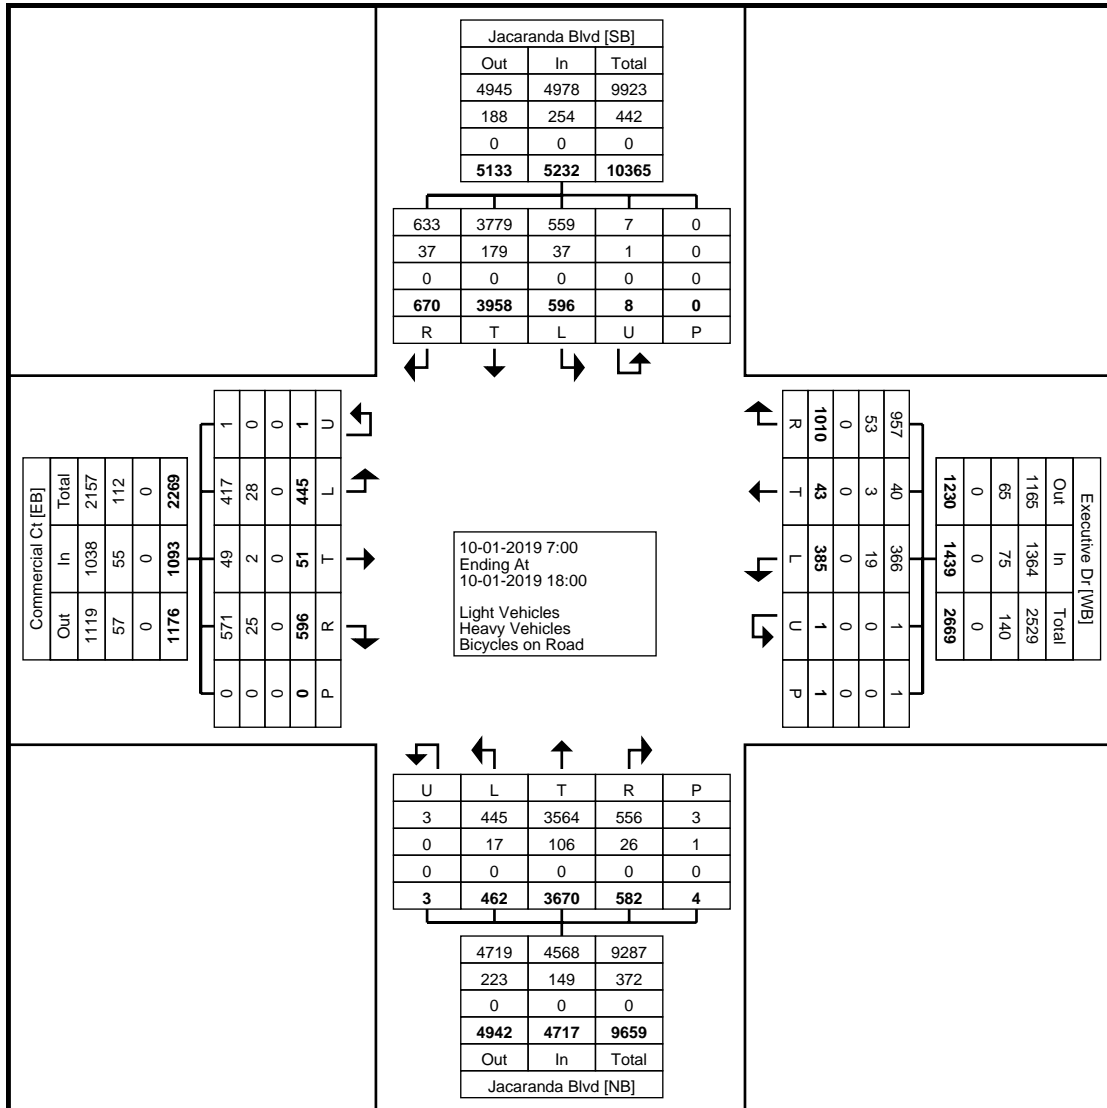 Jacaranda Blvd [SB]
Out In Total
4945 4978 9923
188 254 442
0 0 0
5133 5232 10365
633 3779 559 7 0
37 179 37 1 0
0 0 0 0 0
670 3958 596 8 0
R T L U P
Commercial Ct [EB]
Total In Out
2157 1038 1119
112 55 57
0 0 0
2269 1093 1176
1 417 49 571 0
0 28 2 25 0
0 0 0 0 0
1 445 51 596 0
U L T R P
10-01-2019 7:00
Ending At
10-01-2019 18:00
Light Vehicles
Heavy Vehicles
Bicycles on Road
Executive Dr [WB]
Out In Total
1165 1364 2529
65 75 140
0 0 0
1230 1439 2669
957 40 366 1 1
53 3 19 0 0
0 0 0 0 0
1010 43 385 1 1
R T L U P
U L T R P
3 445 3564 556 3
0 17 106 26 1
0 0 0 0 0
3 462 3670 582 4
4719 4568 9287
223 149 372
0 0 0
4942 4717 9659
Out In Total
Jacaranda Blvd [NB]